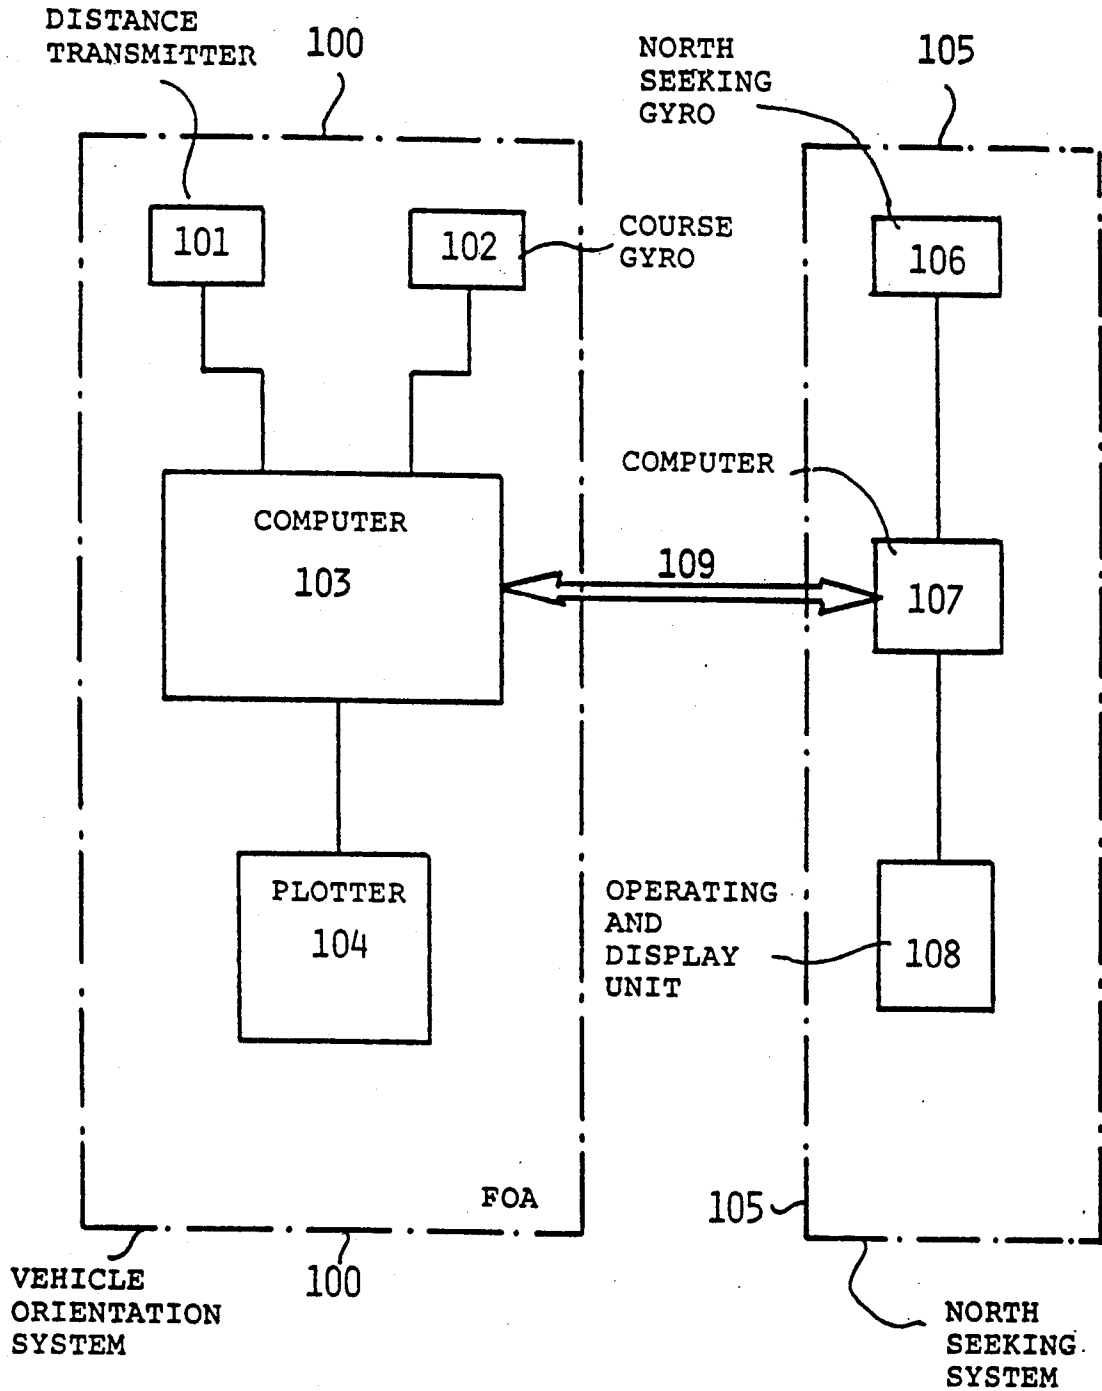 DISTANCE
TRANSMITTER
100
NORTH
SEEKING
GYRO
105
101
102
COURSE
GYRO
106
COMPUTER
COMPUTER
103
109
107
PLOTTER
104
OPERATING
AND
DISPLAY
UNIT
108
FOA
105
VEHICLE
ORIENTATION
SYSTEM
100
NORTH
SEEKING
SYSTEM